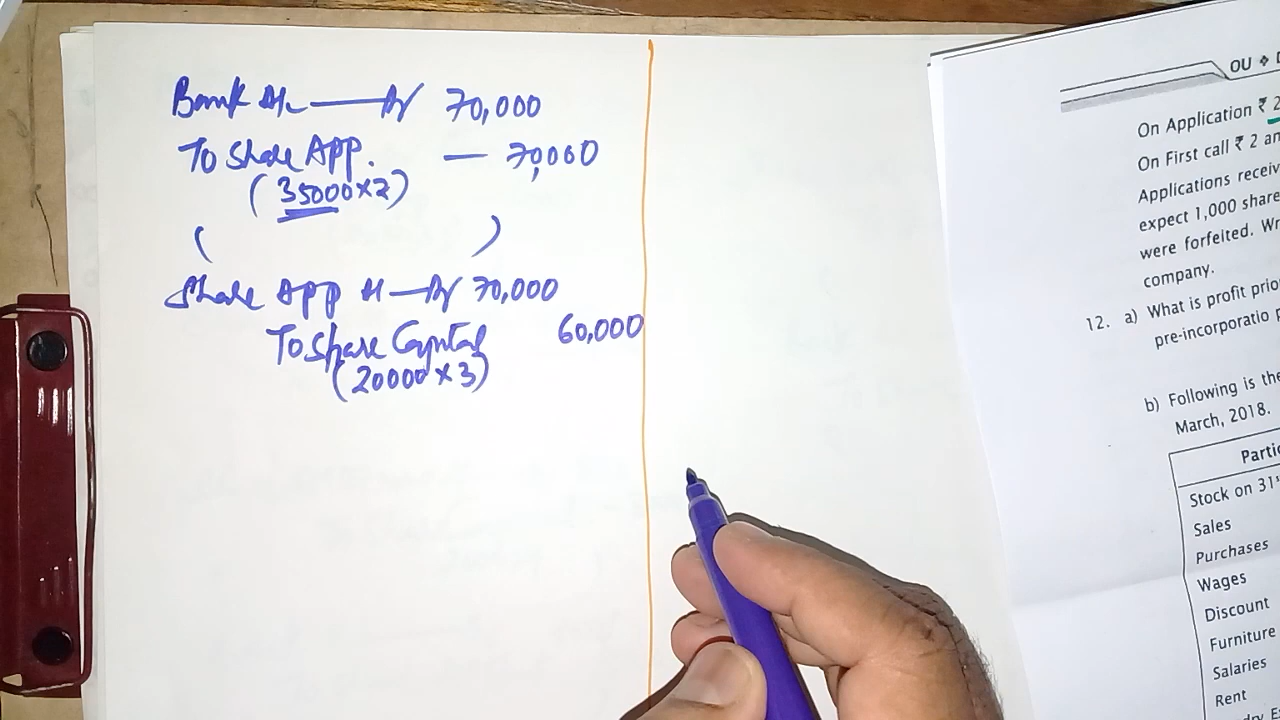 Bank A/c — Dr 70,000
To Share App. — 70,000
(35000×2)
( )
Share App A/c — Dr 70,000
To Share Capital 60,000
(20000 × 3)
OU ❖
On Application ₹ 2
On First call ₹ 2 an
Applications receiv
expect 1,000 share
were forfeited. Wr
company.
12. a) What is profit prio
pre-incorporatio p
b) Following is the
March, 2018.
Partic
Stock on 31ˢ
Sales
Purchases
Wages
Discount
Furniture
Salaries
Rent